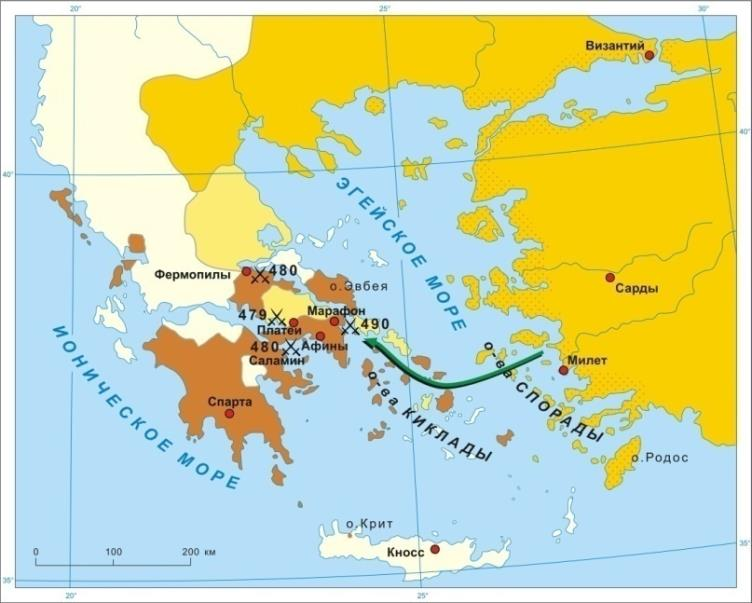 20°
25°
30°
Византий
40°
40°
ЭГЕЙСКОЕ МОРЕ
Фермопилы
480
о.Эвбея
Сарды
479
Марафон
490
Платеи
480
Афины
Саламин
Милет
ИОНИЧЕСКОЕ МОРЕ
о-ва СПОРАДЫ
о-ва КИКЛАДЫ
Спарта
о.Родос
о.Крит
Кносс
0 100 200 км
35°
35°
20°
25°